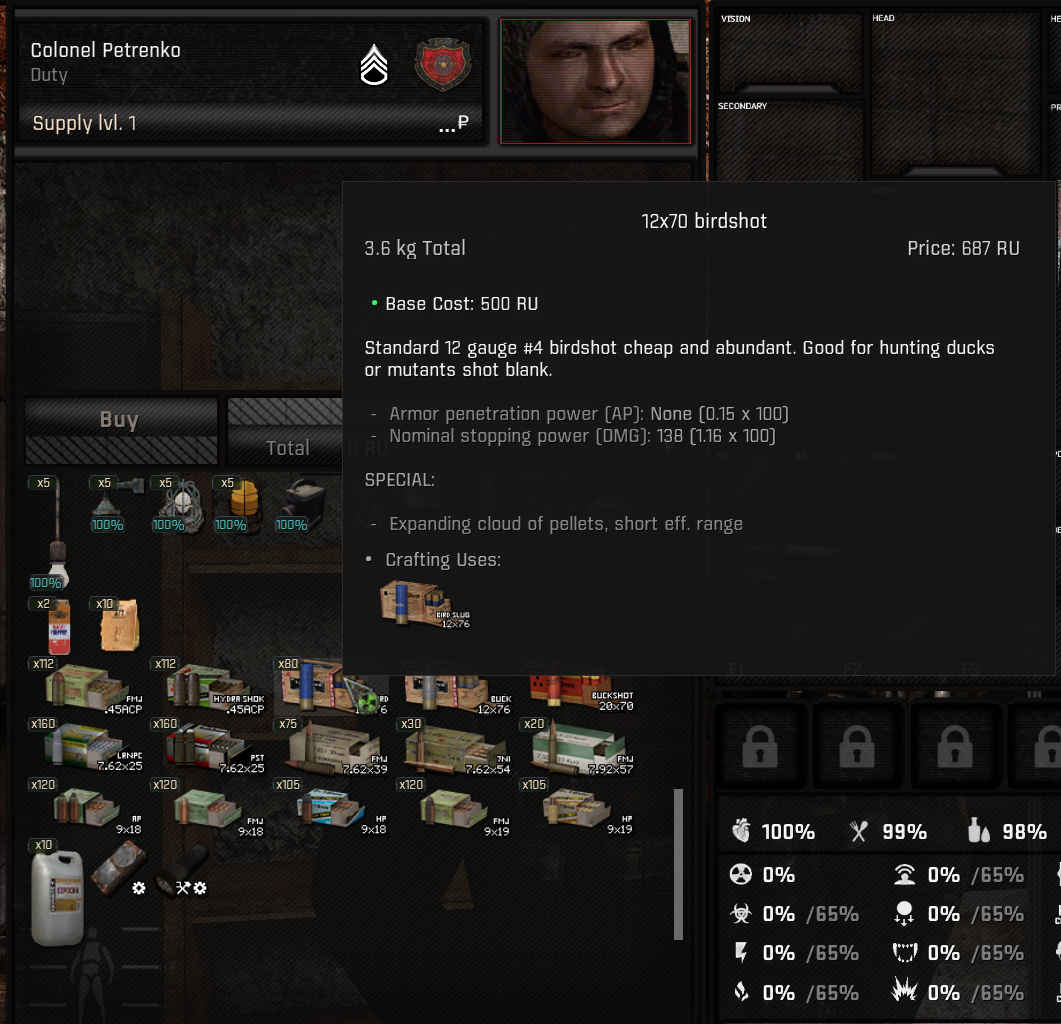 Colonel Petrenko
Duty
Supply lvl. 1
...₽
VISION
HEAD
SECONDARY
12x70 birdshot
3.6 kg Total
Price: 687 RU
• Base Cost: 500 RU
Standard 12 gauge #4 birdshot cheap and abundant. Good for hunting ducks
or mutants shot blank.
- Armor penetration power (AP): None (0.15 x 100)
- Nominal stopping power (DMG): 138 (1.16 x 100)
SPECIAL:
- Expanding cloud of pellets, short eff. range
• Crafting Uses:
BIRD SLUG
12x76
Buy
Total
0 RU
x5 x5 x5 x5
100% 100% 100% 100%
100%
x2 x10
x112 x112 x80
FMJ HYDRA SHOK BUCK BUCKSHOT
.45ACP .45ACP 12x76 20x70
x160 x160 x75 x30 x20
LRNPC PST FMJ 7N1 FMJ
7.62x25 7.62x25 7.62x39 7.62x54 7.92x57
x120 x120 x105 x120 x105
RP FMJ HP FMJ HP
9x18 9x18 9x18 9x19 9x19
x10
F1 F2 F3
100% 99% 98%
0% 0% /65%
0% /65% 0% /65%
0% /65% 0% /65%
0% /65% 0% /65%